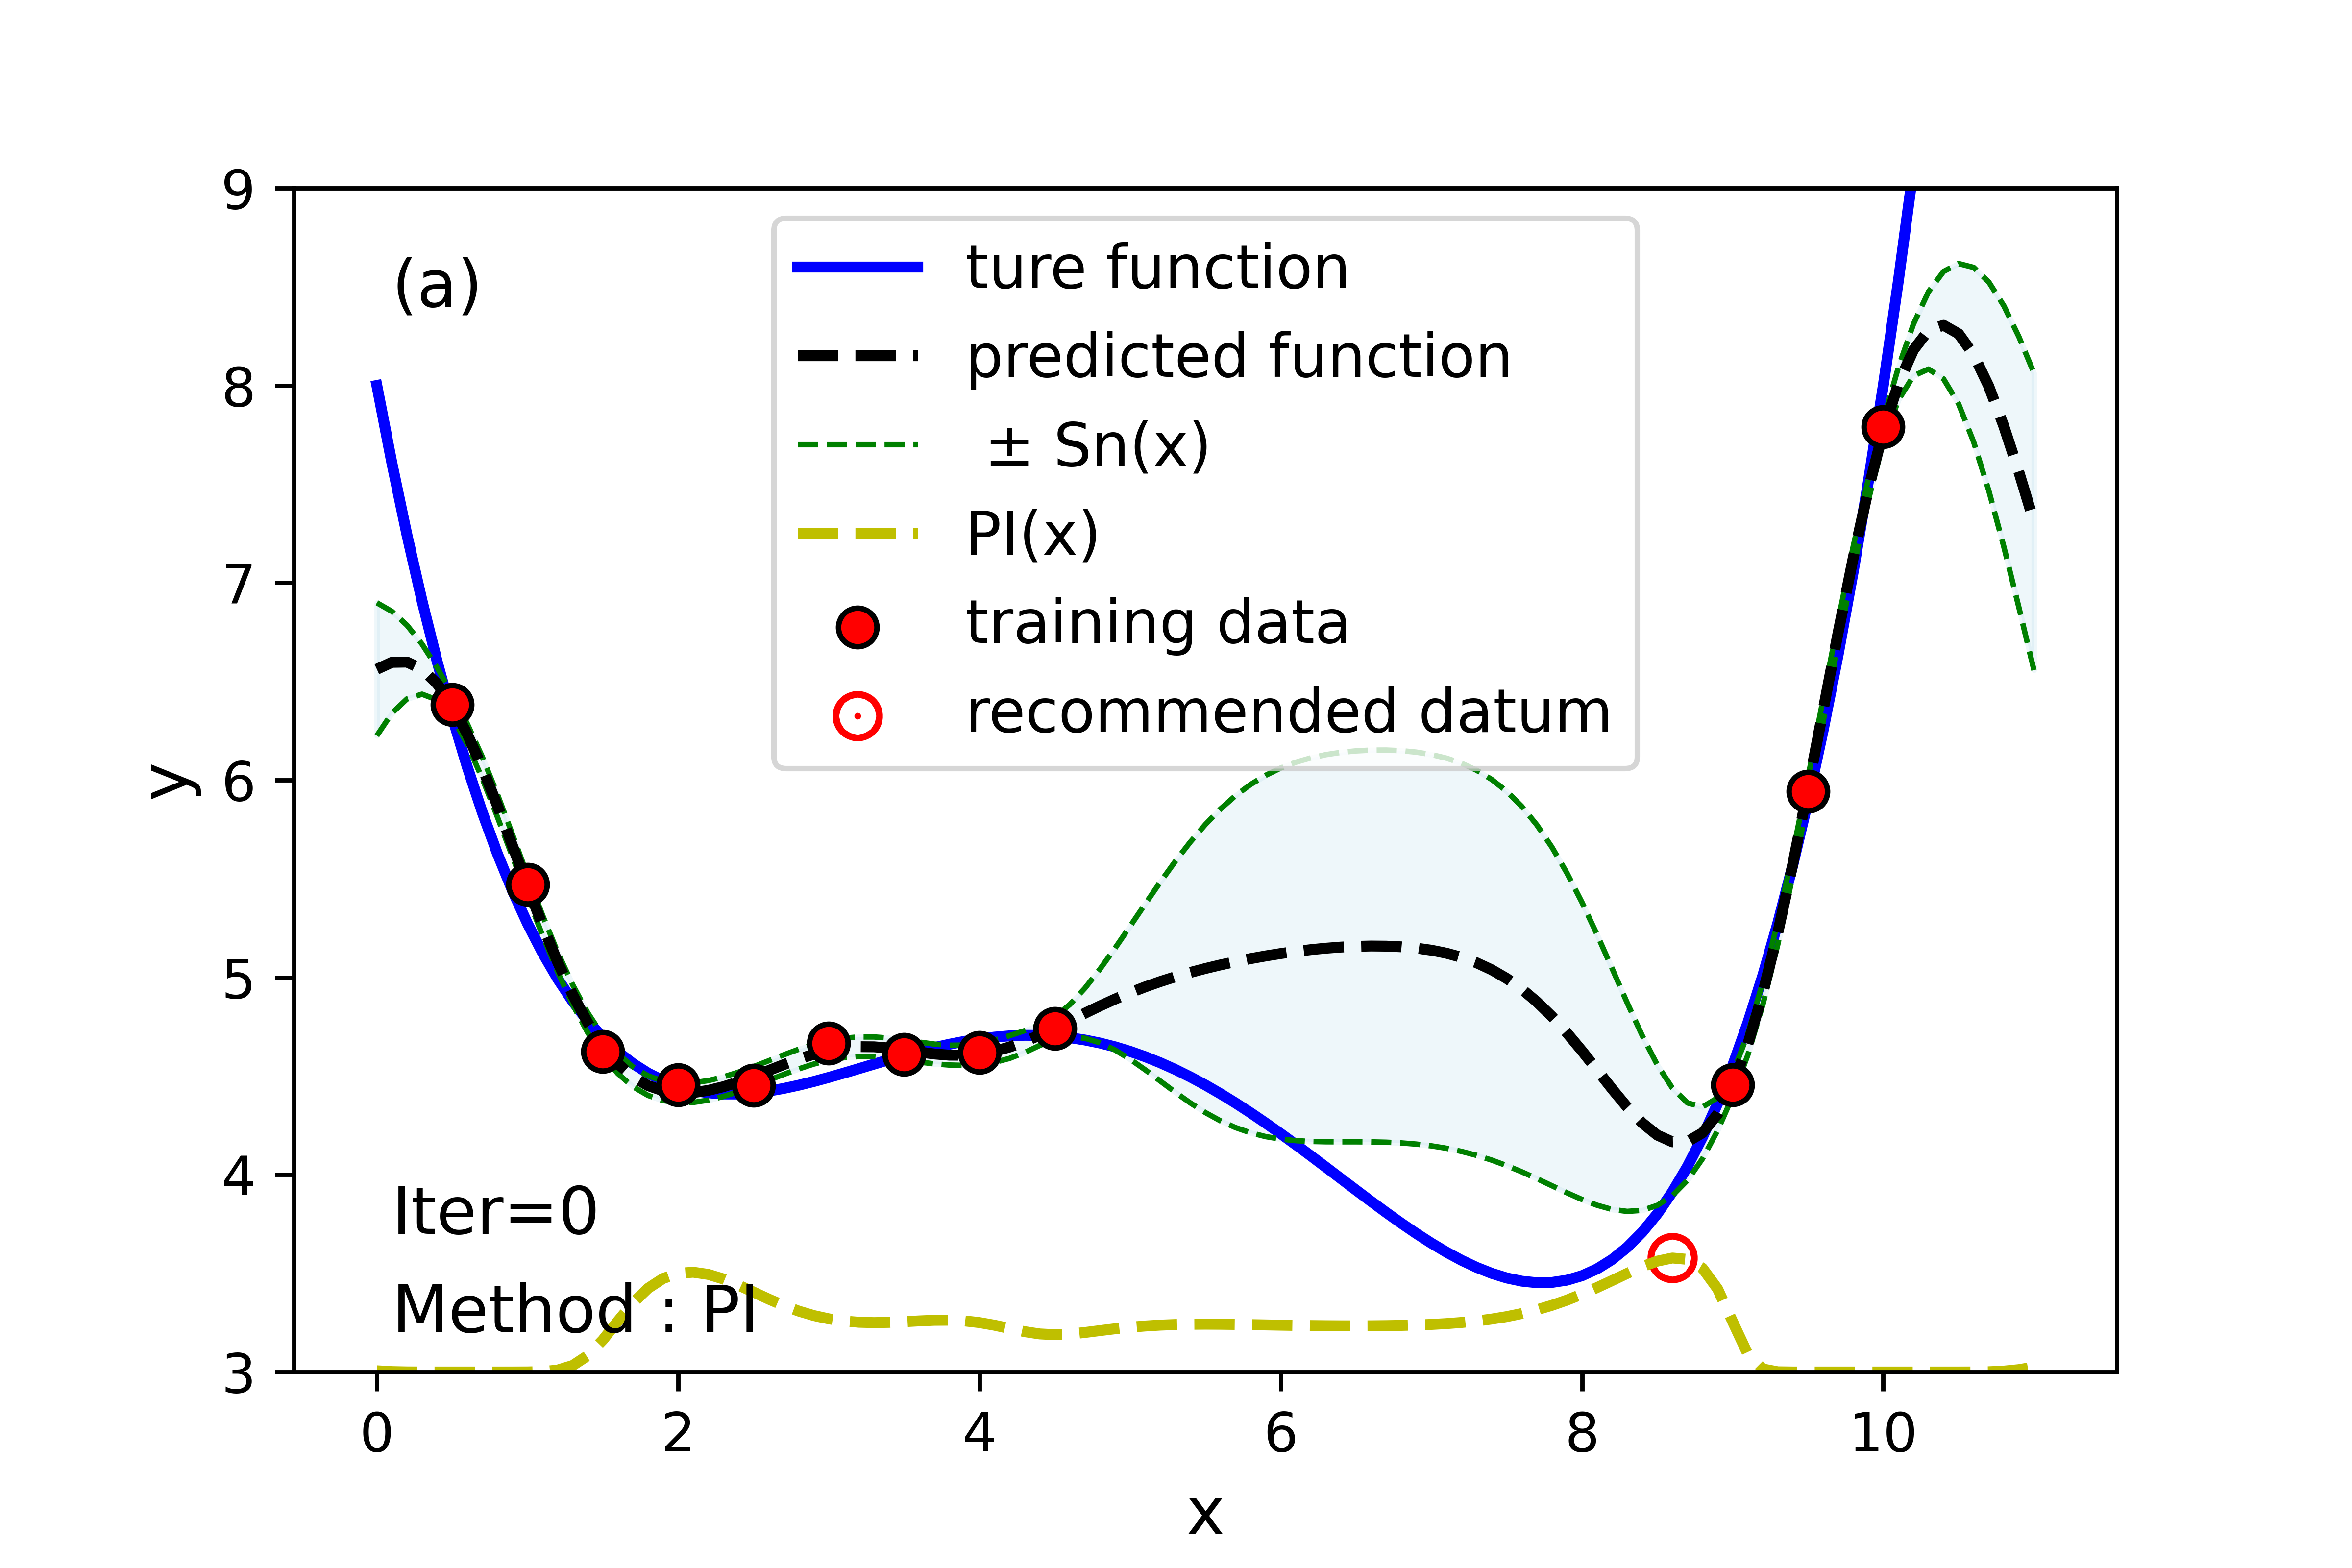 (a)
ture function
predicted function
± Sn(x)
PI(x)
training data
recommended datum
9
8
7
6
5
4
3
y
Iter=0
Method : PI
0 2 4 6 8 10
x